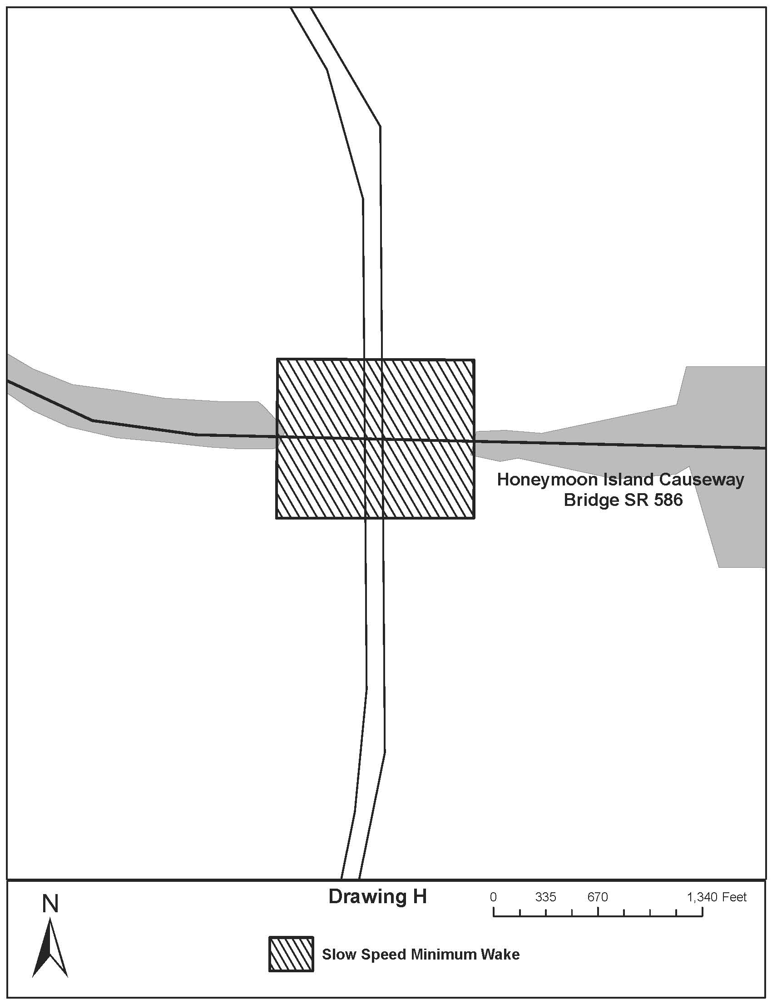 Honeymoon Island Causeway
Bridge SR 586
N
Drawing H
0 335 670 1,340 Feet
Slow Speed Minimum Wake